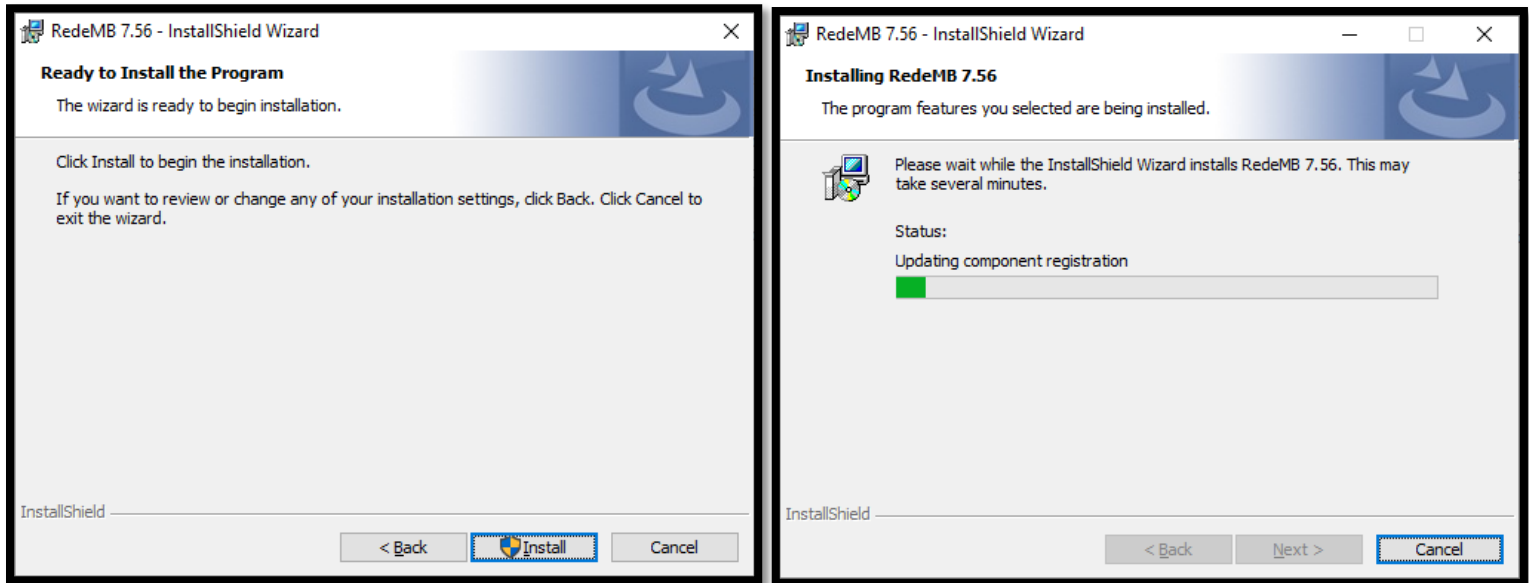 RedeMB 7.56 - InstallShield Wizard
Ready to Install the Program
The wizard is ready to begin installation.
Click Install to begin the installation.
If you want to review or change any of your installation settings, click Back. Click Cancel to
exit the wizard.
InstallShield
< Back
Install
Cancel
RedeMB 7.56 - InstallShield Wizard
Installing RedeMB 7.56
The program features you selected are being installed.
Please wait while the InstallShield Wizard installs RedeMB 7.56. This may
take several minutes.
Status:
Updating component registration
InstallShield
< Back
Next >
Cancel